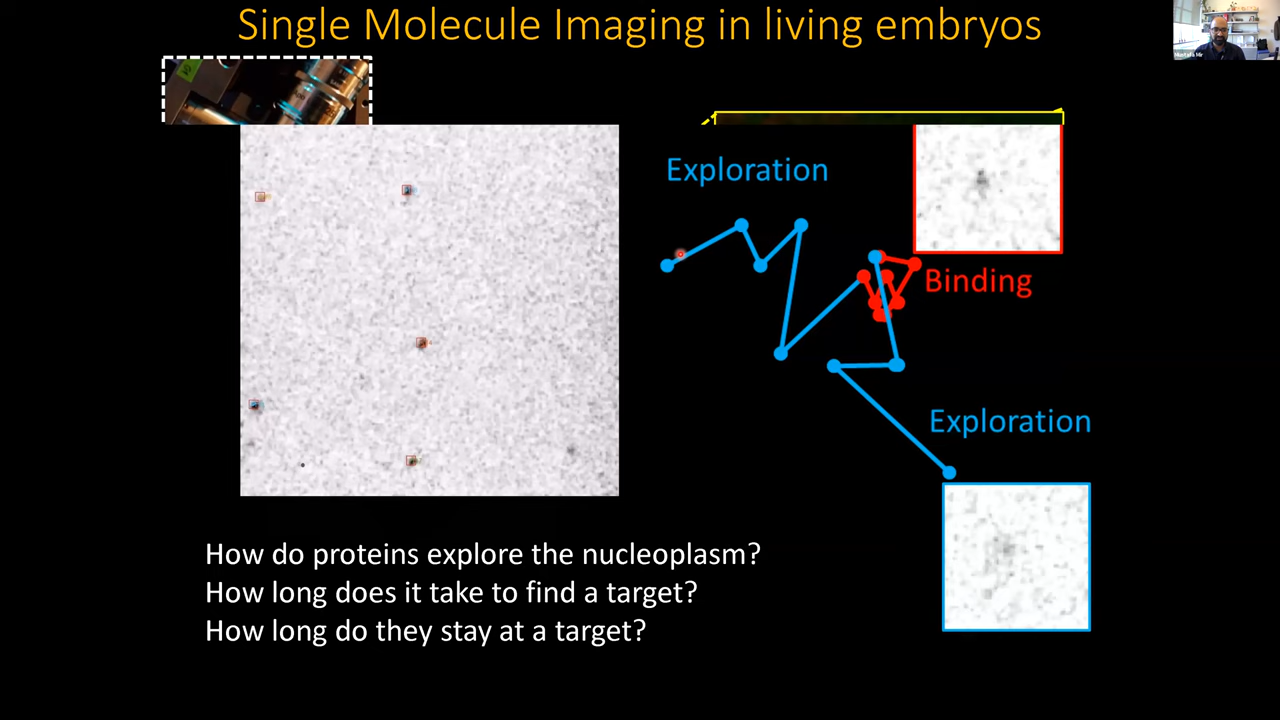 Single Molecule Imaging in living embryos
Exploration
Binding
Exploration
How do proteins explore the nucleoplasm?
How long does it take to find a target?
How long do they stay at a target?